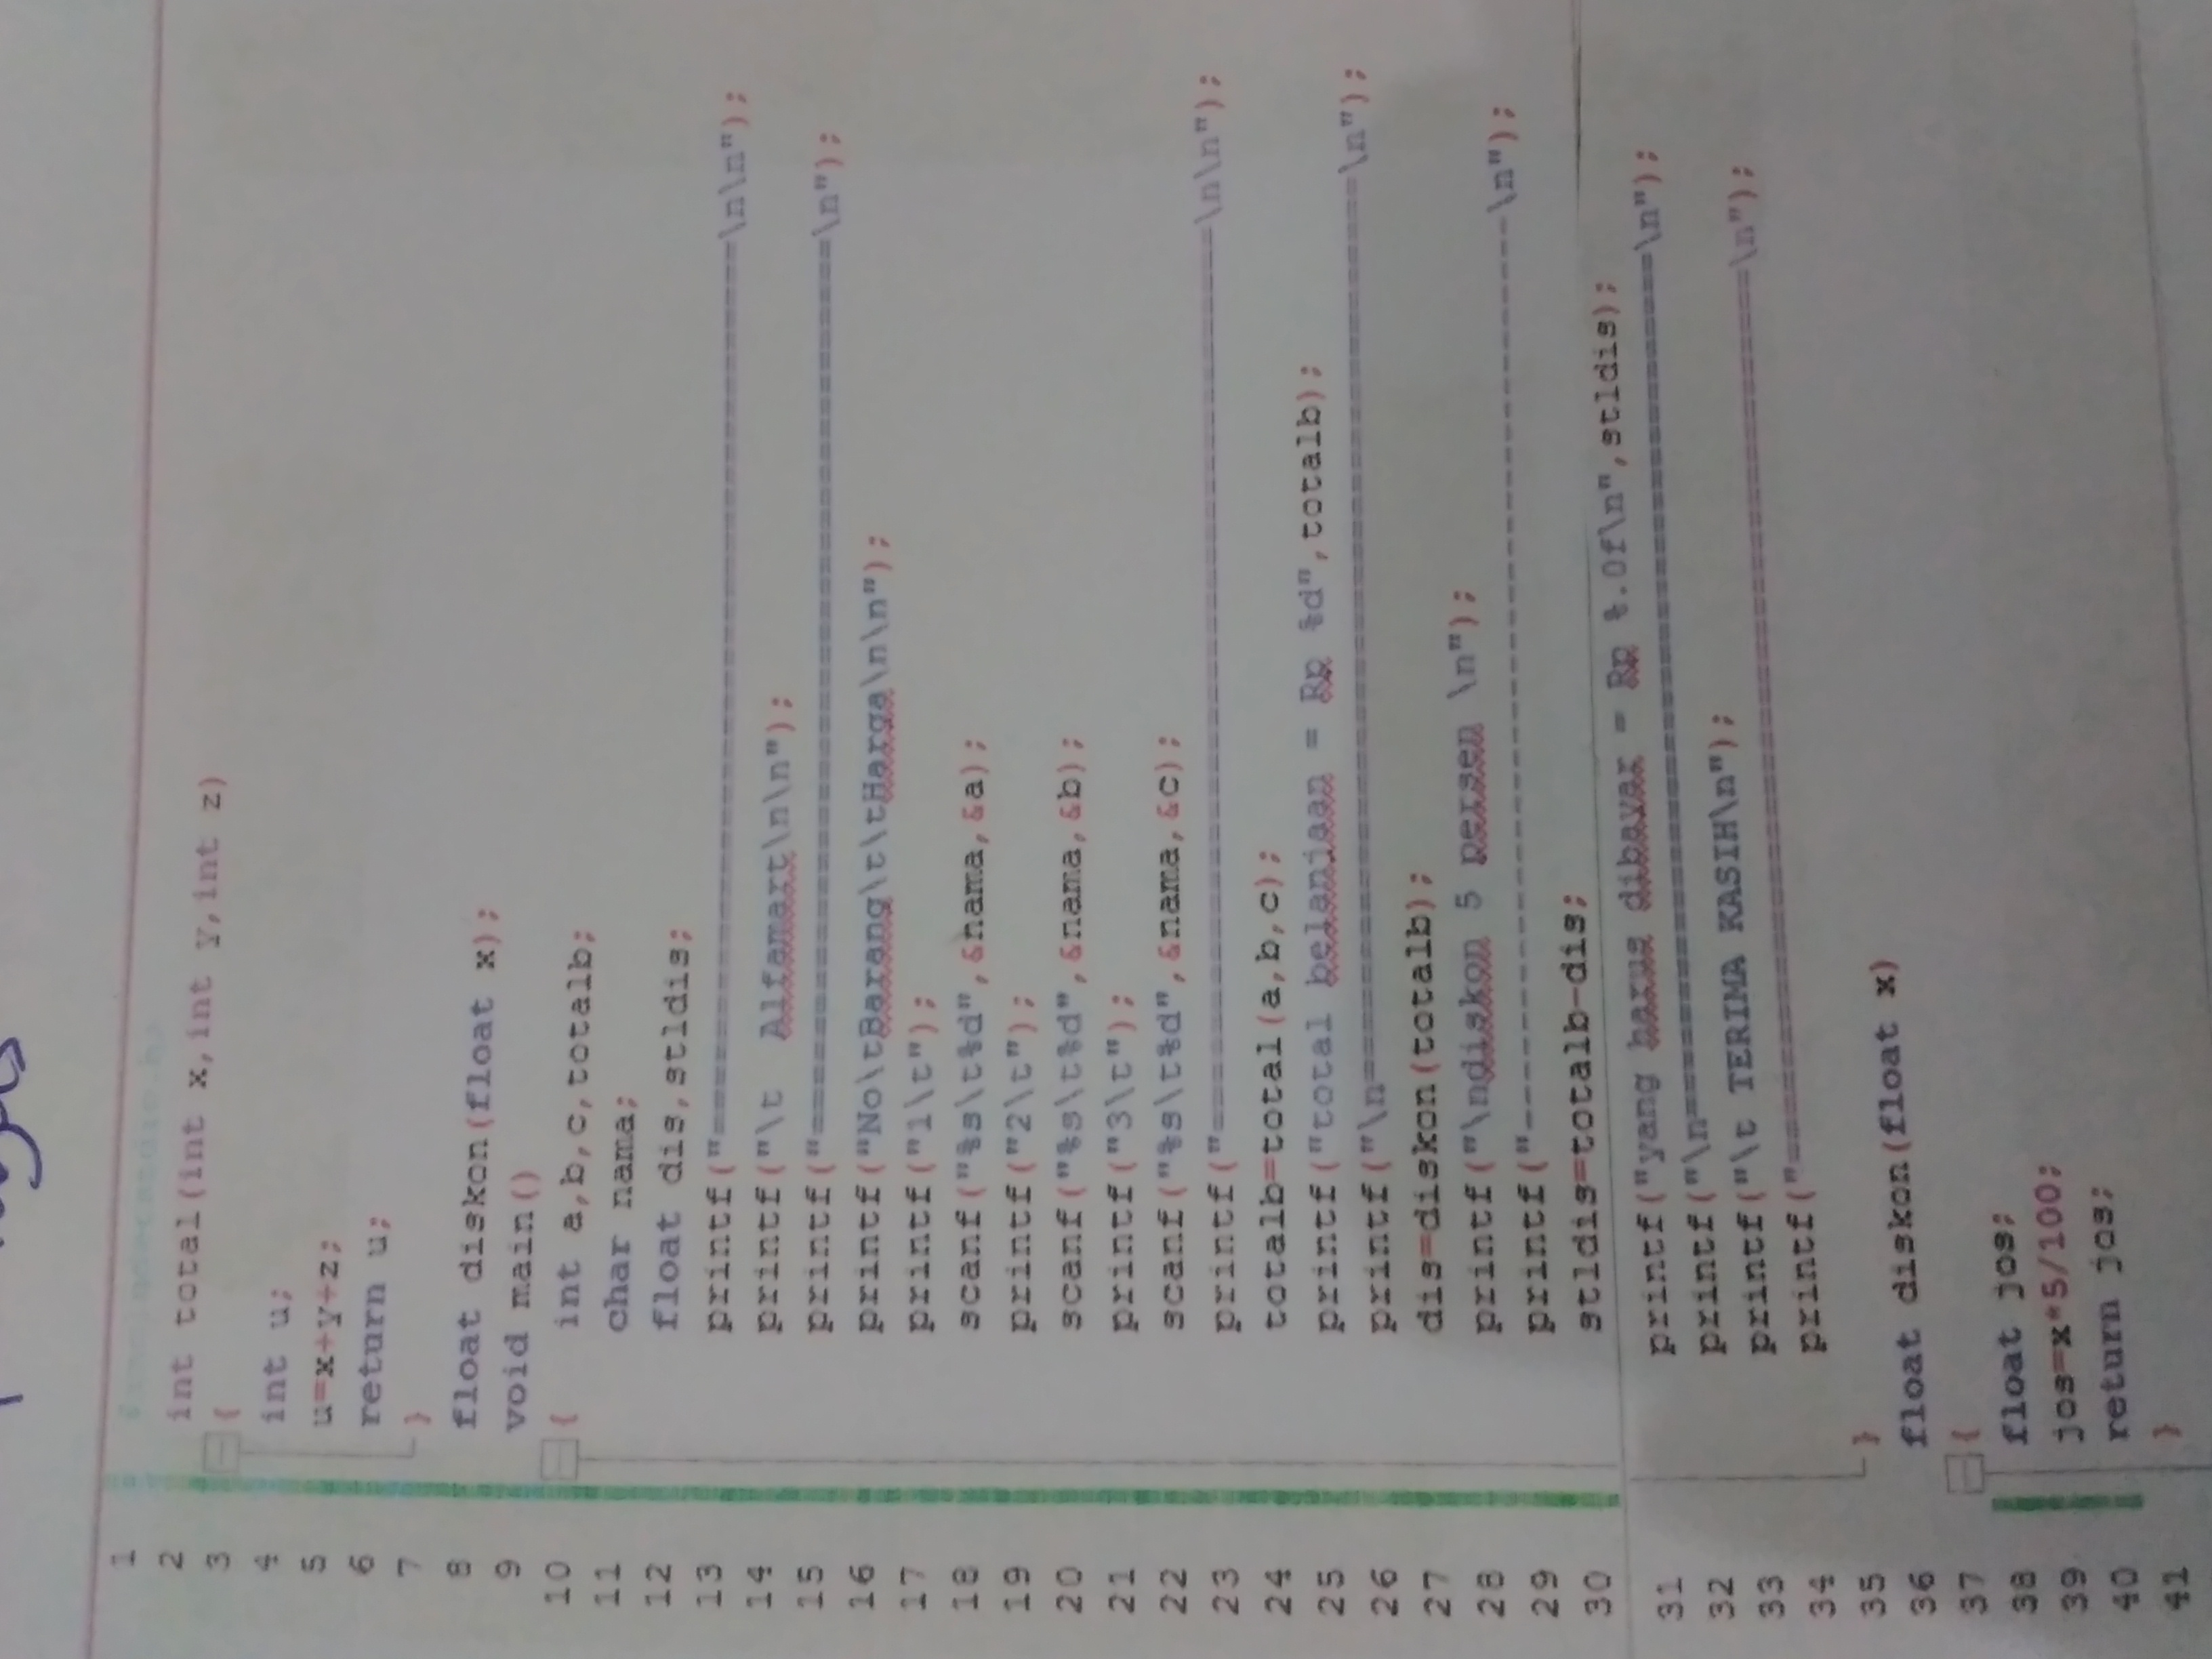 1 #include<stdio.h>
2 int total(int x,int y,int z)
3 {
4 int u;
5 u=x+y+z;
6 return u;
7 }
8 float diskon(float x);
9 void main()
10 { int a,b,c,totalb;
11 char nama;
12 float dis,stldis;
13 printf("=====================================\n\n");
14 printf("\t Alfamart\n\n");
15 printf("=====================================\n");
16 printf("No\tBarang\t\tHarga\n\n");
17 printf("1\t");
18 scanf("%s\t%d",&nama,&a);
19 printf("2\t");
20 scanf("%s\t%d",&nama,&b);
21 printf("3\t");
22 scanf("%s\t%d",&nama,&c);
23 printf("=====================================\n\n");
24 totalb=total(a,b,c);
25 printf("total belanjaan = Rp %d",totalb);
26 printf("\n=====================================\n");
27 dis=diskon(totalb);
28 printf("\ndiskon 5 persen \n");
29 printf("-------------------------------------\n");
30 stldis=totalb-dis;
31 printf("yang harus dibayar = Rp %.0f\n",stldis);
32 printf("\n=====================================\n");
33 printf("\t TERIMA KASIH\n");
34 printf("=====================================\n");
35 }
36 float diskon(float x)
37 {
38 float jos;
39 jos=x*5/100;
40 return jos;
41 }